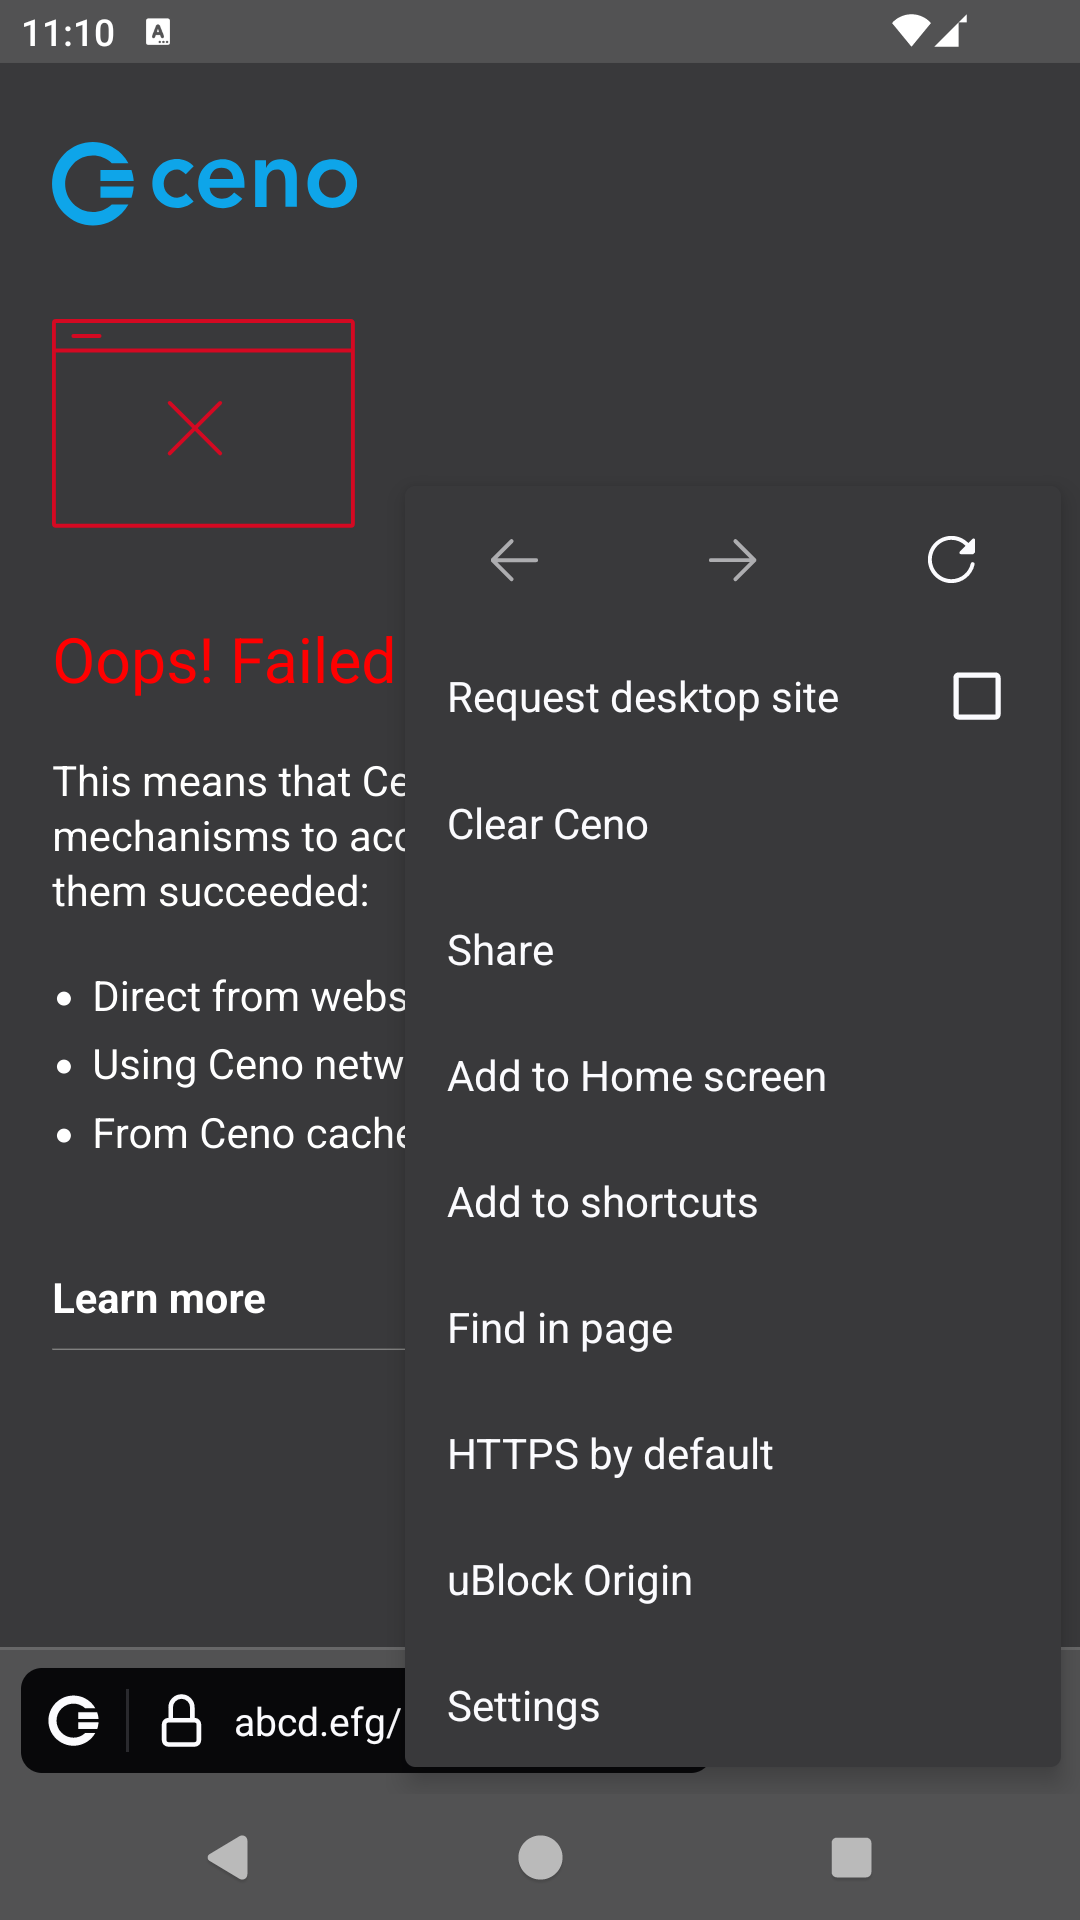 11:10
ceno
Oops! Failed
This means that Ce
mechanisms to acc
them succeeded:
• Direct from webs
• Using Ceno netw
• From Ceno cache
Learn more
Request desktop site
Clear Ceno
Share
Add to Home screen
Add to shortcuts
Find in page
HTTPS by default
uBlock Origin
Settings
abcd.efg/